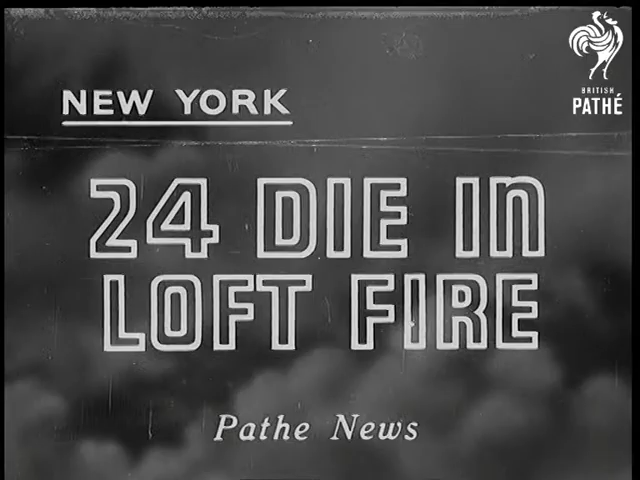 BRITISH
PATHÉ
NEW YORK
24 DIE IN
LOFT FIRE
Pathe News